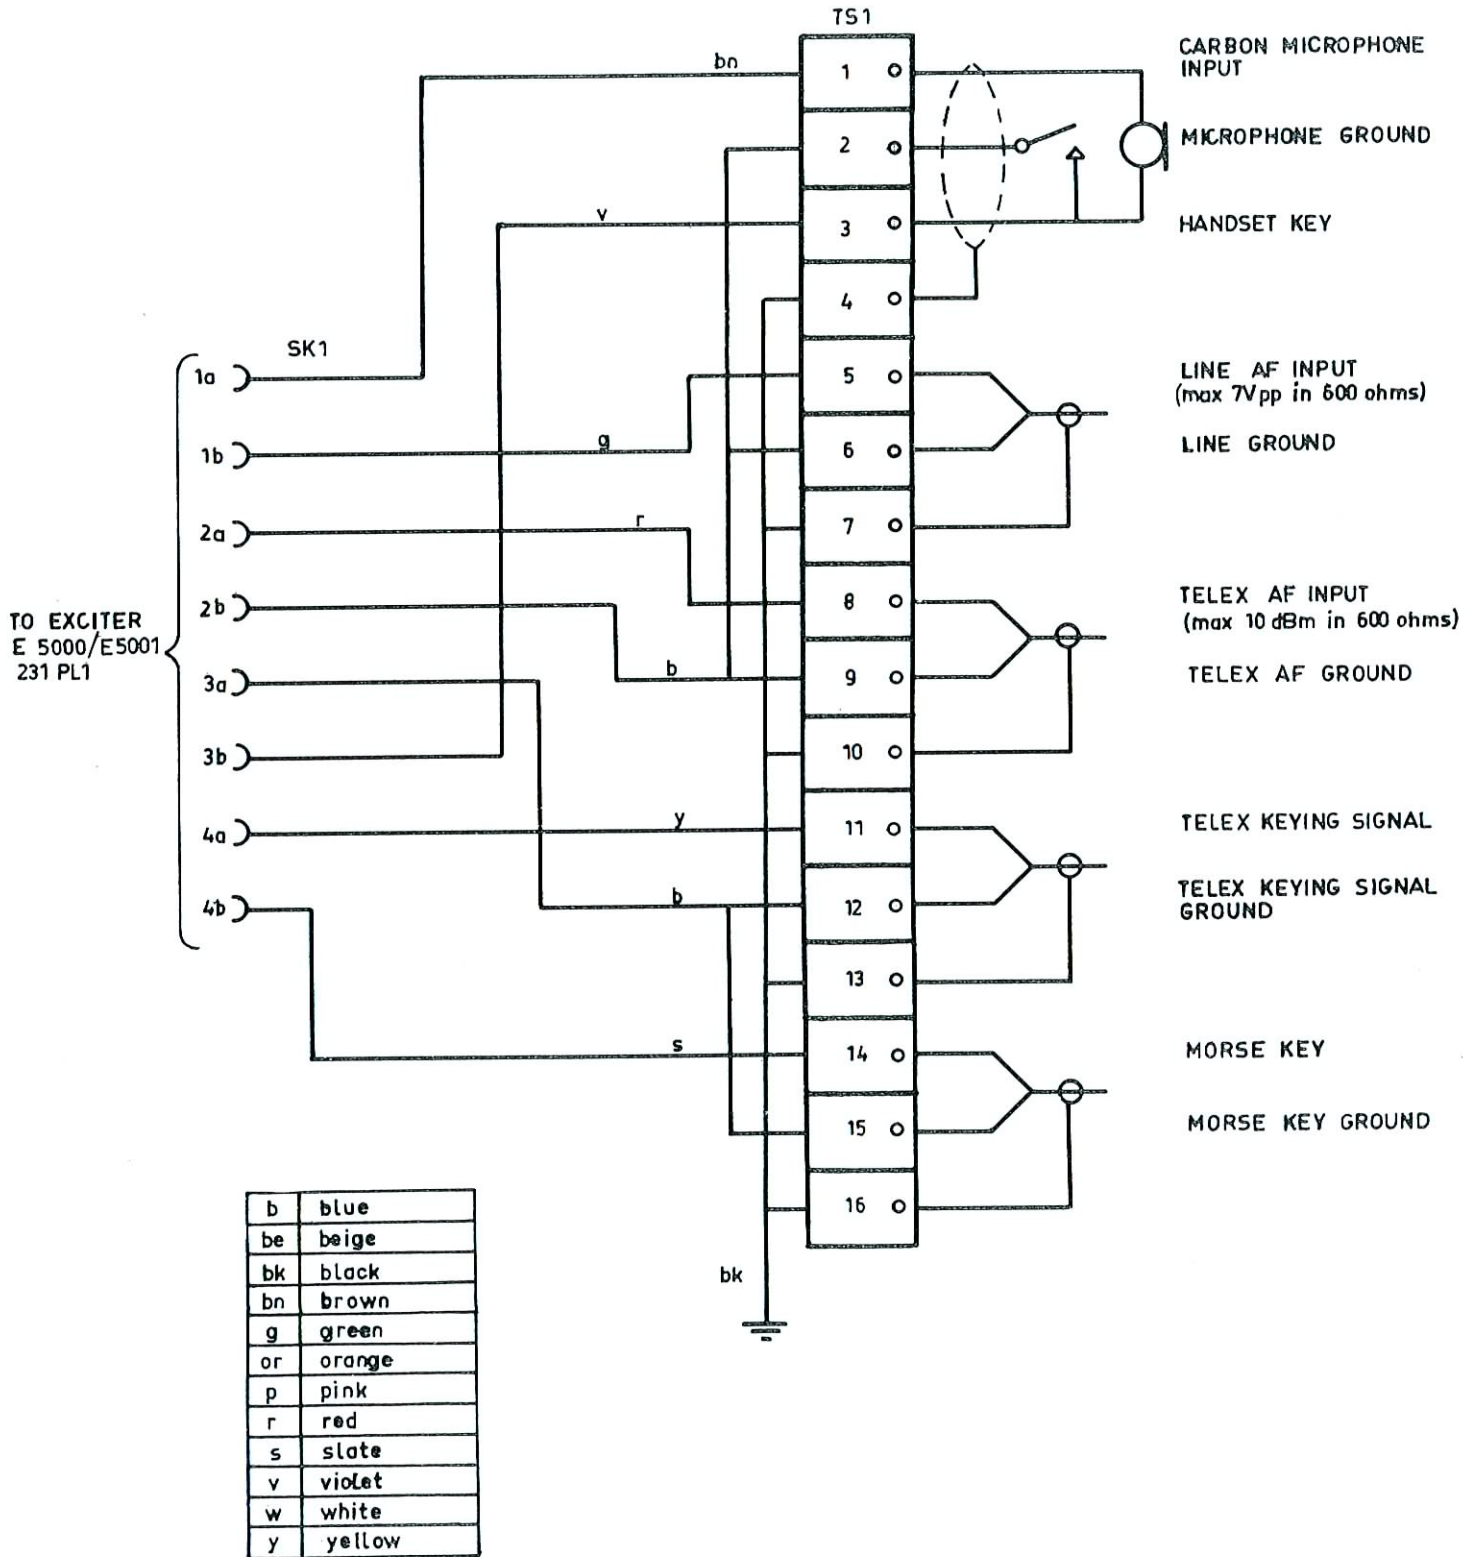 TS1
bn
1
CARBON MICROPHONE
INPUT
2
MICROPHONE GROUND
v
3
HANDSET KEY
4
SK1
1a
5
LINE AF INPUT
(max 7Vpp in 600 ohms)
1b
g
6
LINE GROUND
2a
r
7
2b
8
TELEX AF INPUT
(max 10 dBm in 600 ohms)
TO EXCITER
E 5000/E5001
231 PL1
3a
b
9
TELEX AF GROUND
3b
10
4a
y
11
TELEX KEYING SIGNAL
4b
b
12
TELEX KEYING SIGNAL
GROUND
13
s
14
MORSE KEY
15
MORSE KEY GROUND
16
bk
b blue
be beige
bk black
bn brown
g green
or orange
p pink
r red
s slate
v violet
w white
y yellow